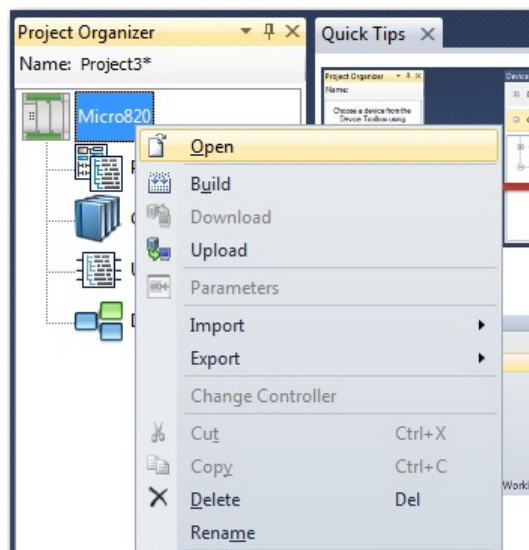 Project Organizer
Quick Tips
Name: Project3*
Project Organizer
Name:
Choose a device from the
Device Toolbox using
Device
Micro820
Open
Build
Download
Upload
Parameters
Import
Export
Change Controller
Cut Ctrl+X
Copy Ctrl+C
Delete Del
Rename